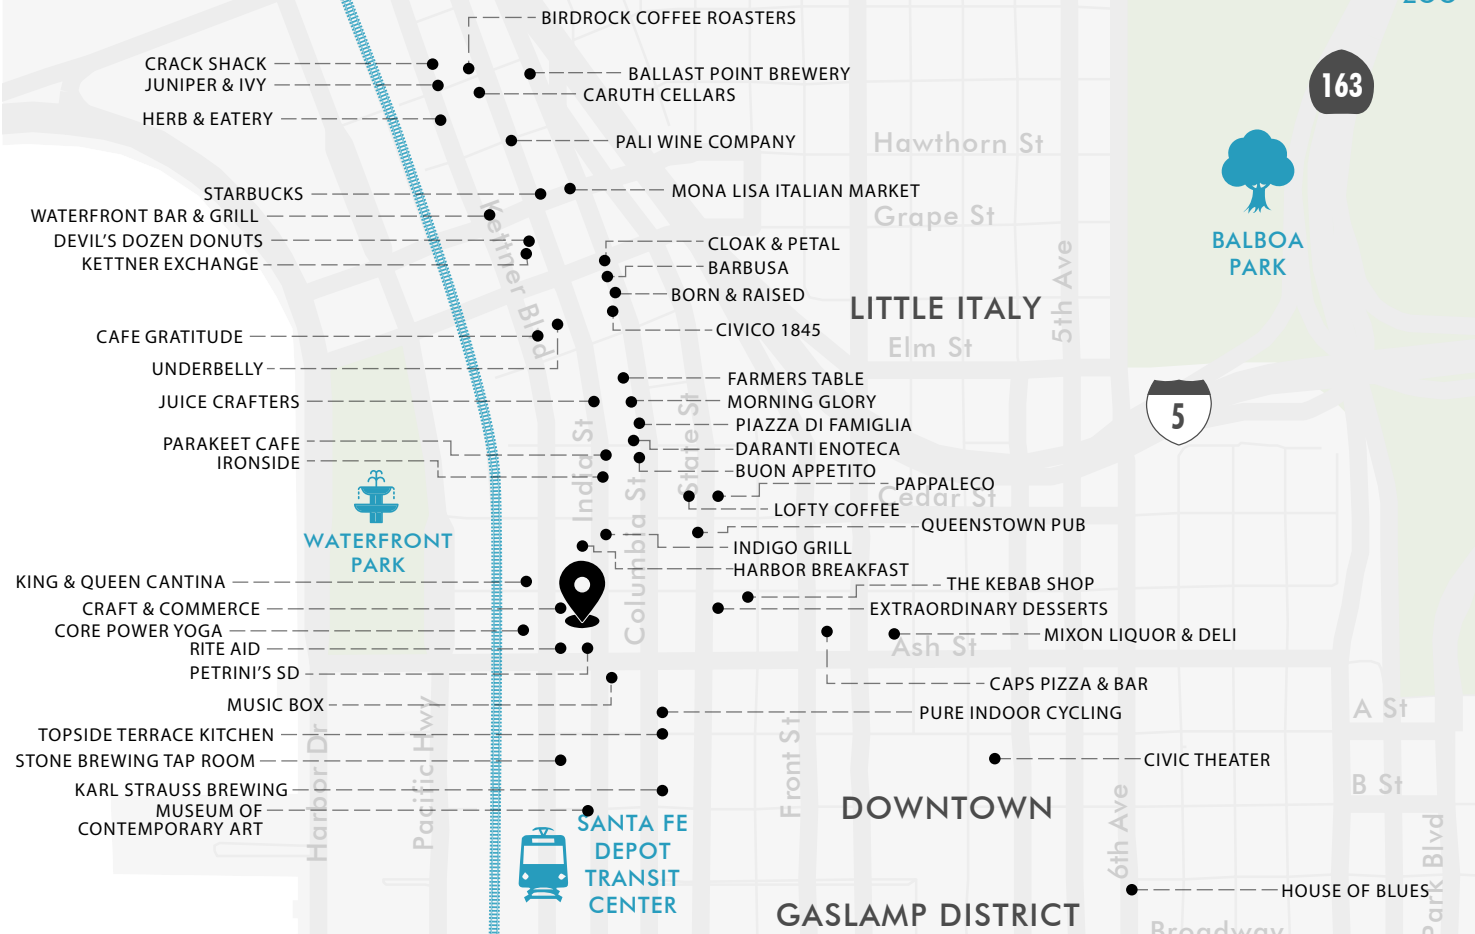 BIRDROCK COFFEE ROASTERS
CRACK SHACK
BALLAST POINT BREWERY
JUNIPER & IVY
CARUTH CELLARS
163
HERB & EATERY
PALI WINE COMPANY
Hawthorn St
STARBUCKS
MONA LISA ITALIAN MARKET
WATERFRONT BAR & GRILL
Grape St
DEVIL'S DOZEN DONUTS
CLOAK & PETAL
BALBOA
PARK
KETTNER EXCHANGE
BARBUSA
Kettner Blvd
BORN & RAISED
LITTLE ITALY
5th Ave
CAFE GRATITUDE
CIVICO 1845
Elm St
UNDERBELLY
FARMERS TABLE
JUICE CRAFTERS
MORNING GLORY
5
PIAZZA DI FAMIGLIA
PARAKEET CAFE
DARANTI ENOTECA
IRONSIDE
BUON APPETITO
India St
State St
PAPPALECO
Cedar St
LOFTY COFFEE
QUEENSTOWN PUB
WATERFRONT
PARK
INDIGO GRILL
HARBOR BREAKFAST
Columbia St
KING & QUEEN CANTINA
THE KEBAB SHOP
CRAFT & COMMERCE
EXTRAORDINARY DESSERTS
CORE POWER YOGA
MIXON LIQUOR & DELI
RITE AID
Ash St
PETRINI'S SD
CAPS PIZZA & BAR
MUSIC BOX
PURE INDOOR CYCLING
A St
TOPSIDE TERRACE KITCHEN
STONE BREWING TAP ROOM
CIVIC THEATER
Harbor Dr
Pacific Hwy
Front St
B St
KARL STRAUSS BREWING
DOWNTOWN
MUSEUM OF
CONTEMPORARY ART
6th Ave
SANTA FE
DEPOT
TRANSIT
CENTER
Park Blvd
HOUSE OF BLUES
GASLAMP DISTRICT
Broadway